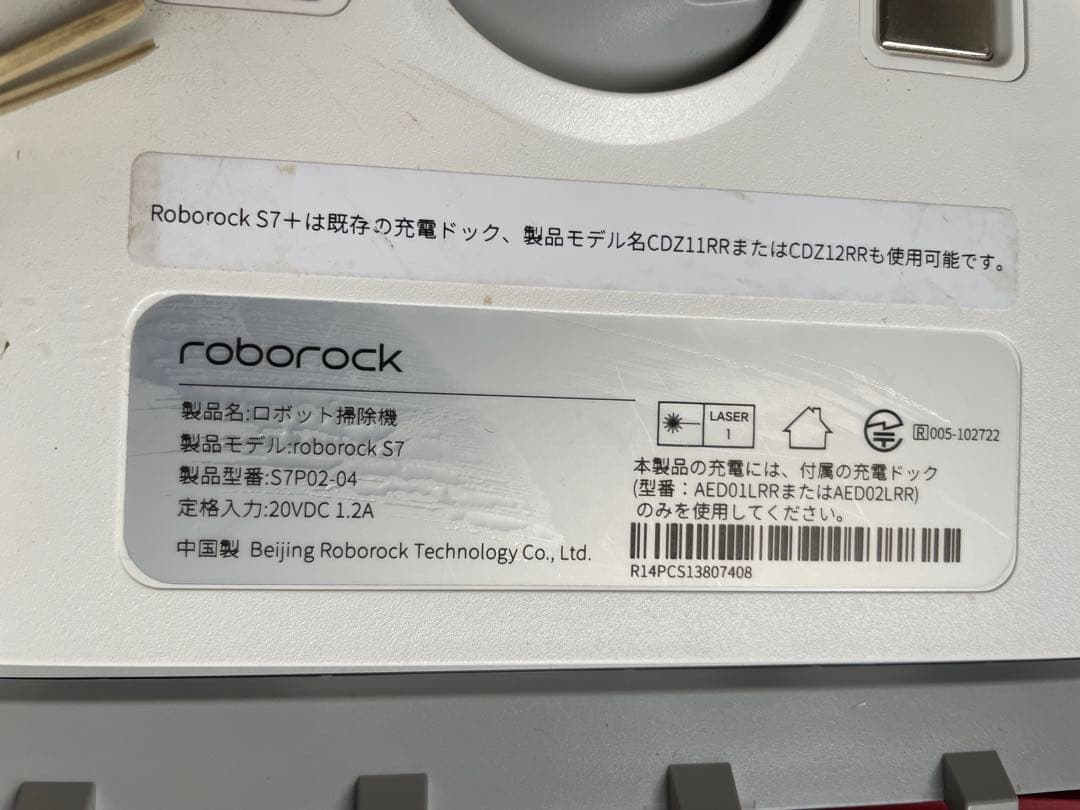 Roborock S7+は既存の充電ドック、製品モデル名CDZ11RRまたはCDZ12RRも使用可能です。
roborock
製品名:ロボット掃除機
製品モデル:roborock S7
製品型番:S7P02-04
定格入力:20VDC 1.2A
中国製 Beijing Roborock Technology Co., Ltd.
LASER
1
R 005-102722
本製品の充電には、付属の充電ドック
(型番：AED01LRRまたはAED02LRR)
のみを使用してください。
R14PCS13807408